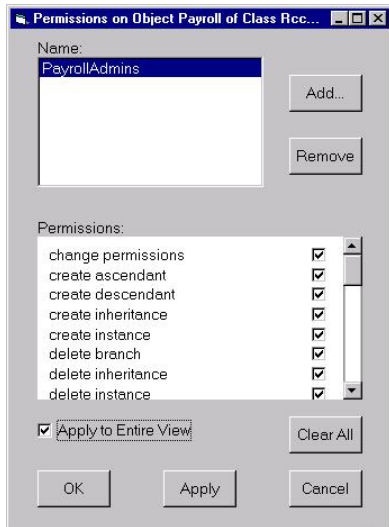 Permissions on Object Payroll of Class Rcc...
Name:
PayrollAdmins
Add...
Remove
Permissions:
change permissions
create ascendant
create descendant
create inheritance
create instance
delete branch
delete inheritance
delete instance
Apply to Entire View
Clear All
OK
Apply
Cancel